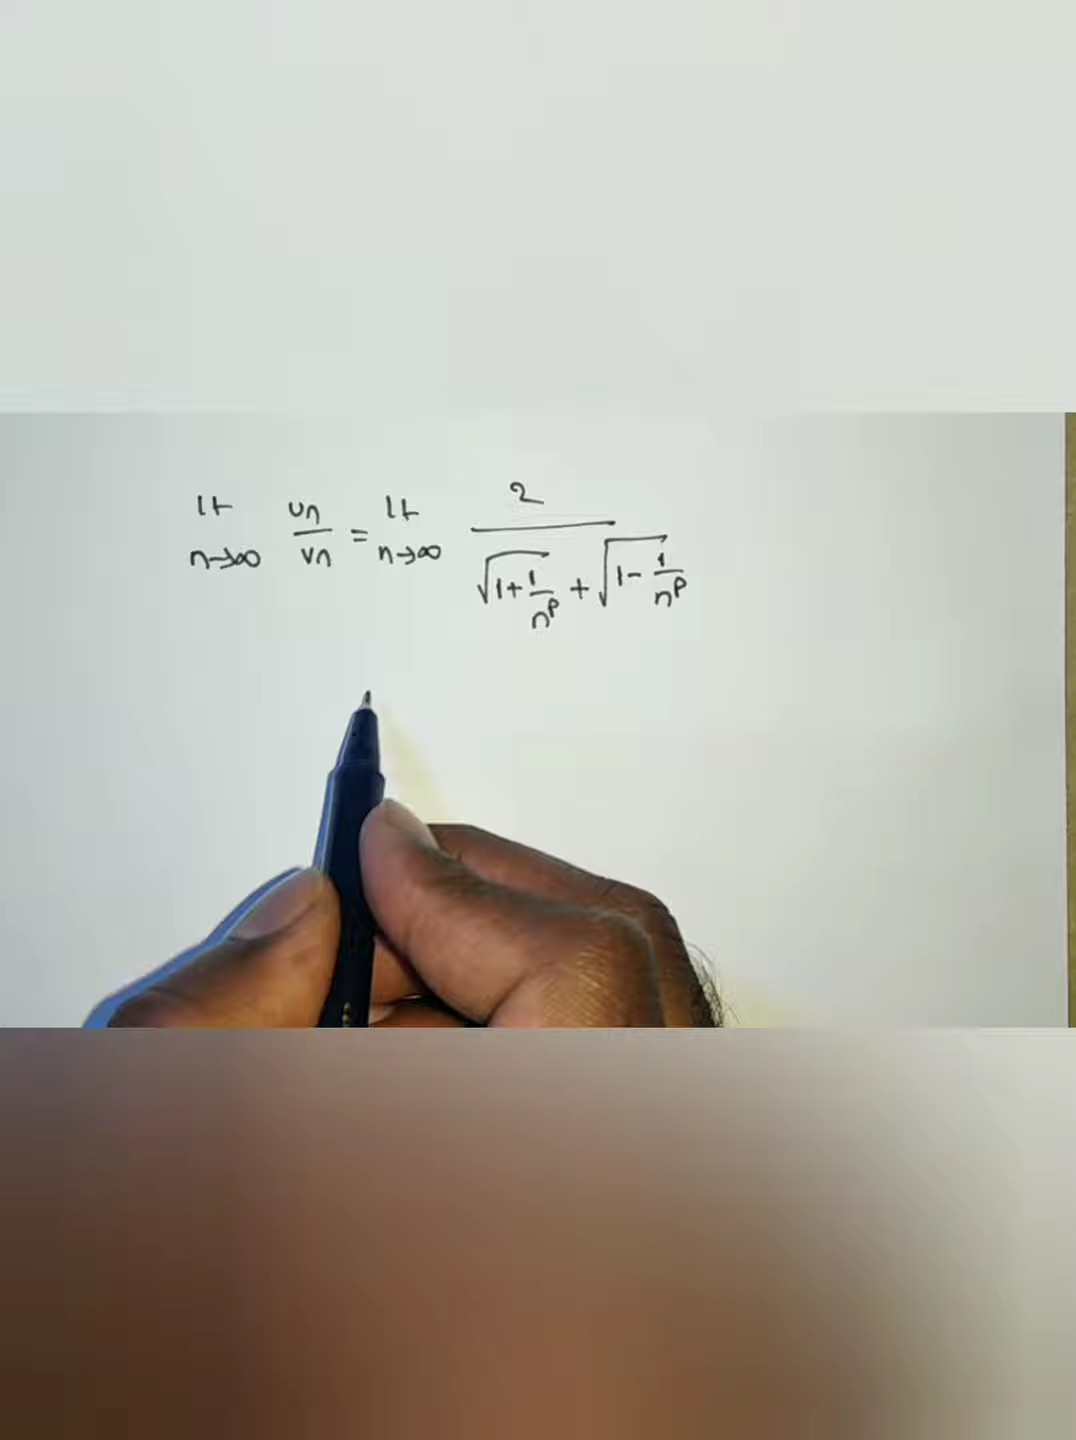 lt n→∞ un/vn = lt n→∞ 2/(√(1+1/n^p) + √(1-1/n^p))